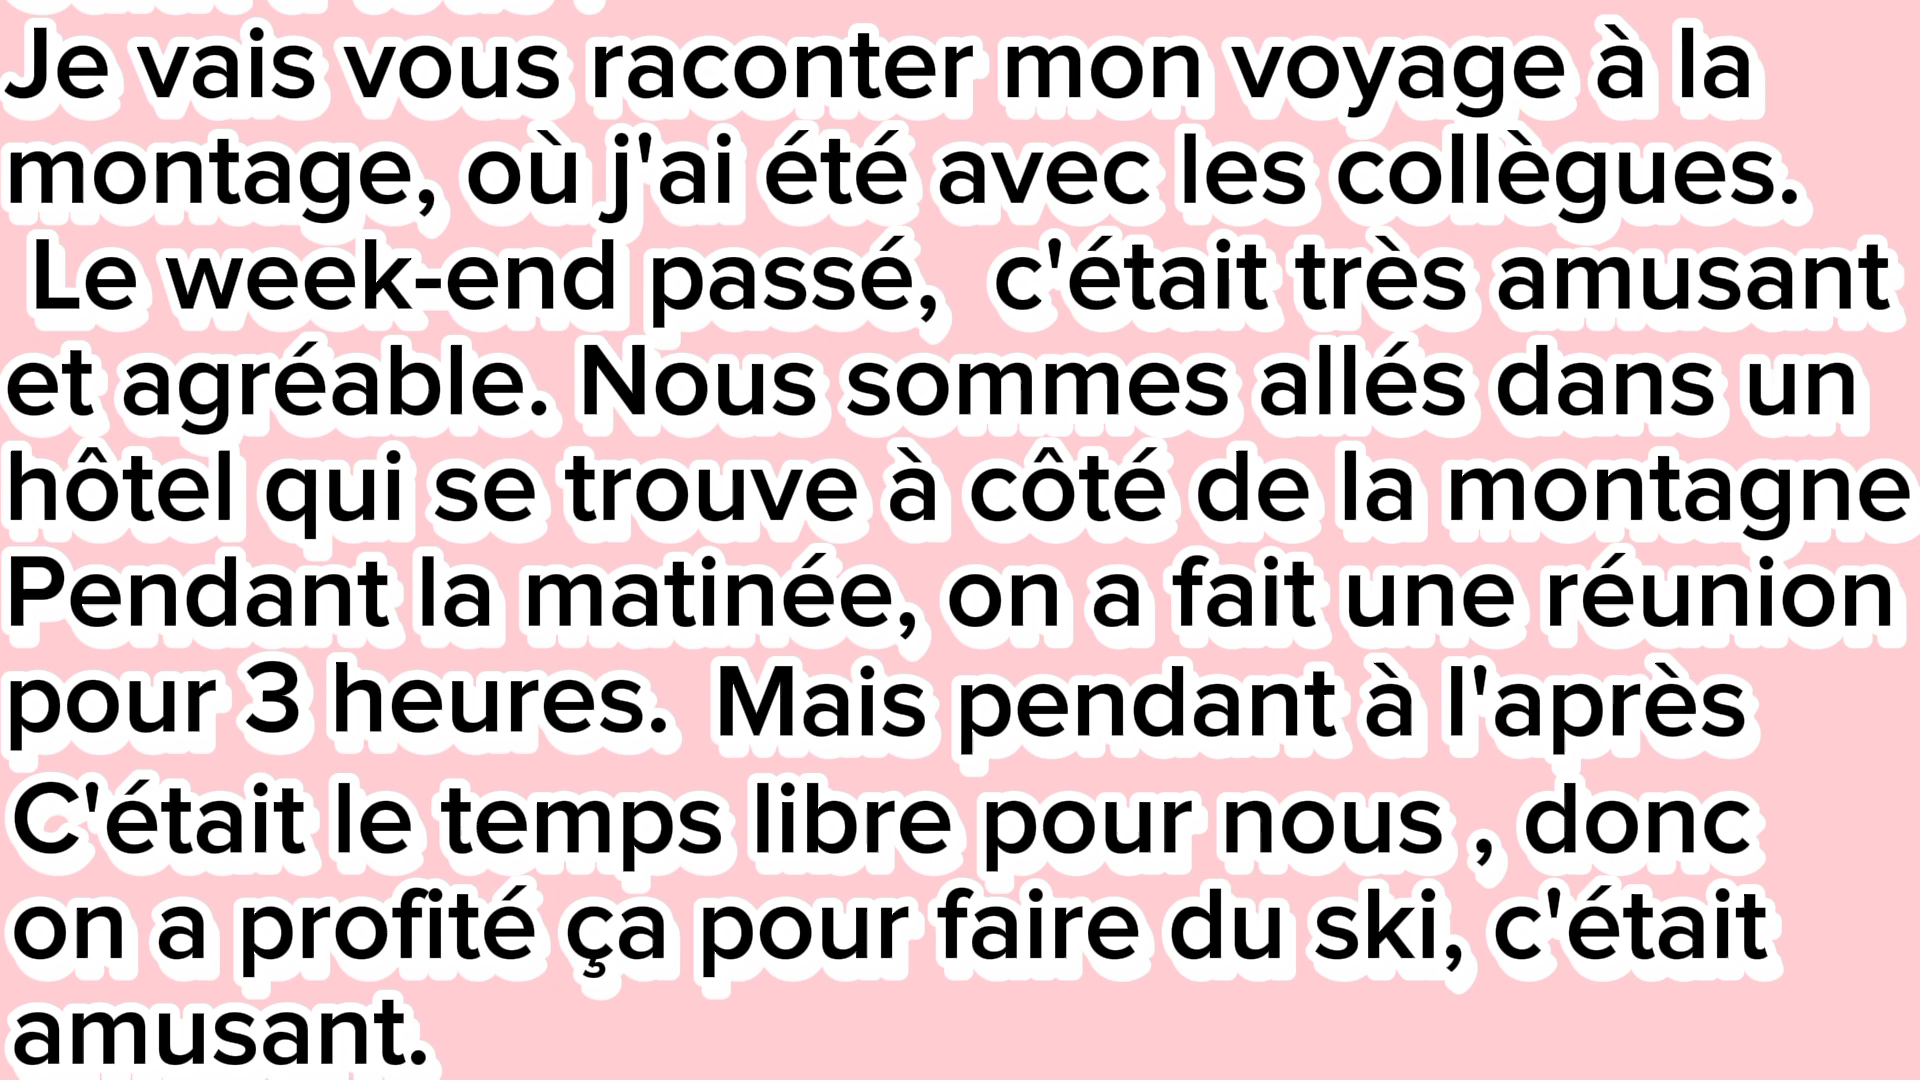 Je vais vous raconter mon voyage à la
montage, où j'ai été avec les collègues.
Le week-end passé, c'était très amusant
et agréable. Nous sommes allés dans un
hôtel qui se trouve à côté de la montagne
Pendant la matinée, on a fait une réunion
pour 3 heures. Mais pendant à l'après
C'était le temps libre pour nous , donc
on a profité ça pour faire du ski, c'était
amusant.